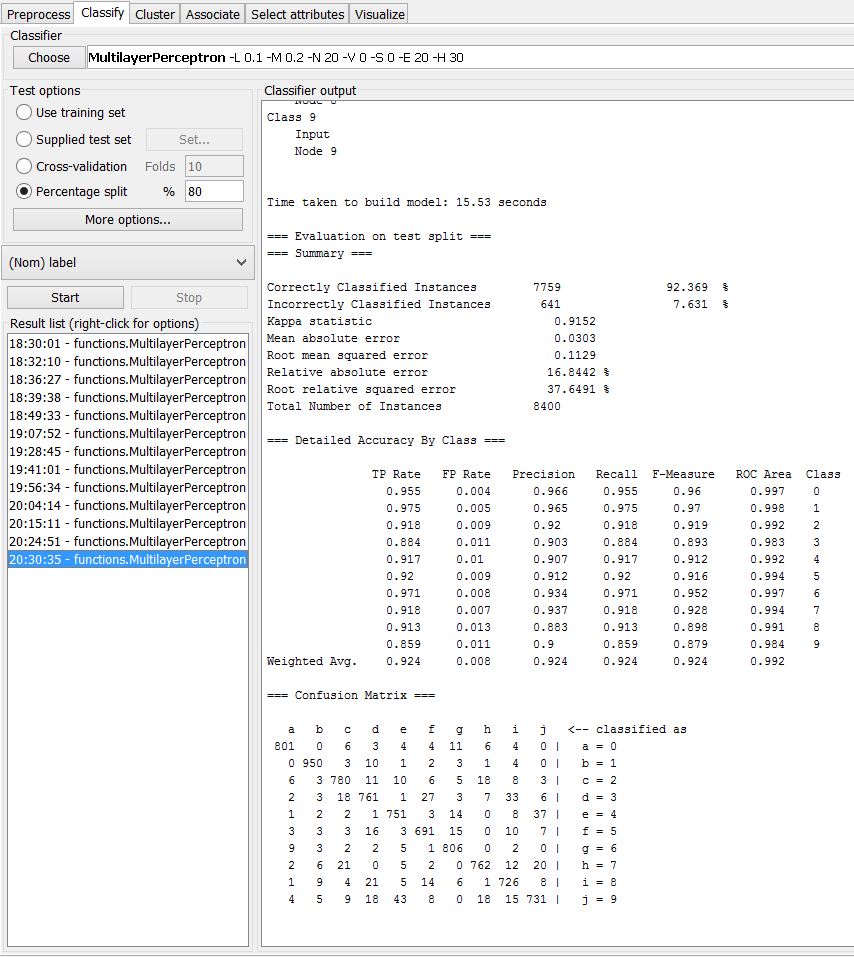 Preprocess Classify Cluster Associate Select attributes Visualize
Classifier
Choose MultilayerPerceptron -L 0.1 -M 0.2 -N 20 -V 0 -S 0 -E 20 -H 30
Test options
Use training set
Supplied test set Set...
Cross-validation Folds 10
Percentage split % 80
More options...
(Nom) label
Start Stop
Result list (right-click for options)
18:30:01 - functions.MultilayerPerceptron
18:32:10 - functions.MultilayerPerceptron
18:36:27 - functions.MultilayerPerceptron
18:39:38 - functions.MultilayerPerceptron
18:49:33 - functions.MultilayerPerceptron
19:07:52 - functions.MultilayerPerceptron
19:28:45 - functions.MultilayerPerceptron
19:41:01 - functions.MultilayerPerceptron
19:56:34 - functions.MultilayerPerceptron
20:04:14 - functions.MultilayerPerceptron
20:15:11 - functions.MultilayerPerceptron
20:24:51 - functions.MultilayerPerceptron
20:30:35 - functions.MultilayerPerceptron
Classifier output
Class 9
Input
Node 9
Time taken to build model: 15.53 seconds
=== Evaluation on test split ===
=== Summary ===
Correctly Classified Instances 7759 92.369 %
Incorrectly Classified Instances 641 7.631 %
Kappa statistic 0.9152
Mean absolute error 0.0303
Root mean squared error 0.1129
Relative absolute error 16.8442 %
Root relative squared error 37.6491 %
Total Number of Instances 8400
=== Detailed Accuracy By Class ===
TP Rate FP Rate Precision Recall F-Measure ROC Area Class
0.955 0.004 0.966 0.955 0.96 0.997 0
0.975 0.005 0.965 0.975 0.97 0.998 1
0.918 0.009 0.92 0.918 0.919 0.992 2
0.884 0.011 0.903 0.884 0.893 0.983 3
0.917 0.01 0.907 0.917 0.912 0.992 4
0.92 0.009 0.912 0.92 0.916 0.994 5
0.971 0.008 0.934 0.971 0.952 0.997 6
0.918 0.007 0.937 0.918 0.928 0.994 7
0.913 0.013 0.883 0.913 0.898 0.991 8
0.859 0.011 0.9 0.859 0.879 0.984 9
Weighted Avg. 0.924 0.008 0.924 0.924 0.924 0.992
=== Confusion Matrix ===
a b c d e f g h i j <-- classified as
801 0 6 3 4 4 11 6 4 0 | a = 0
0 950 3 10 1 2 3 1 4 0 | b = 1
6 3 780 11 10 6 5 18 8 3 | c = 2
2 3 18 761 1 27 3 7 33 6 | d = 3
1 2 2 1 751 3 14 0 8 37 | e = 4
3 3 3 16 3 691 15 0 10 7 | f = 5
9 3 2 2 5 1 806 0 2 0 | g = 6
2 6 21 0 5 2 0 762 12 20 | h = 7
1 9 4 21 5 14 6 1 726 8 | i = 8
4 5 9 18 43 8 0 18 15 731 | j = 9